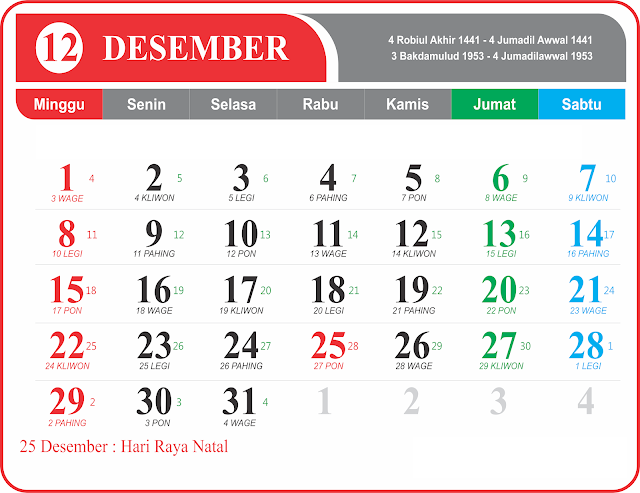 12 DESEMBER
4 Robiul Akhir 1441 - 4 Jumadil Awwal 1441
3 Bakdamulud 1953 - 4 Jumadilawwal 1953
Minggu Senin Selasa Rabu Kamis Jumat Sabtu
1 4 2 5 3 6 4 7 5 8 6 9 7 10
3 WAGE 4 KLIWON 5 LEGI 6 PAHING 7 PON 8 WAGE 9 KLIWON
8 11 9 12 10 13 11 14 12 15 13 16 14 17
10 LEGI 11 PAHING 12 PON 13 WAGE 14 KLIWON 15 LEGI 16 PAHING
15 18 16 19 17 20 18 21 19 22 20 23 21 24
17 PON 18 WAGE 19 KLIWON 20 LEGI 21 PAHING 22 PON 23 WAGE
22 25 23 26 24 27 25 28 26 29 27 30 28 1
24 KLIWON 25 LEGI 26 PAHING 27 PON 28 WAGE 29 KLIWON 1 LEGI
29 2 30 3 31 4 1 2 3 4
2 PAHING 3 PON 4 WAGE
25 Desember : Hari Raya Natal